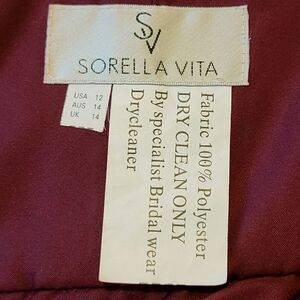 SV
SORELLA VITA
USA 12
AUS 14
UK 14
Fabric 100% Polyester
DRY CLEAN ONLY
By specialist Bridal wear
Drycleaner